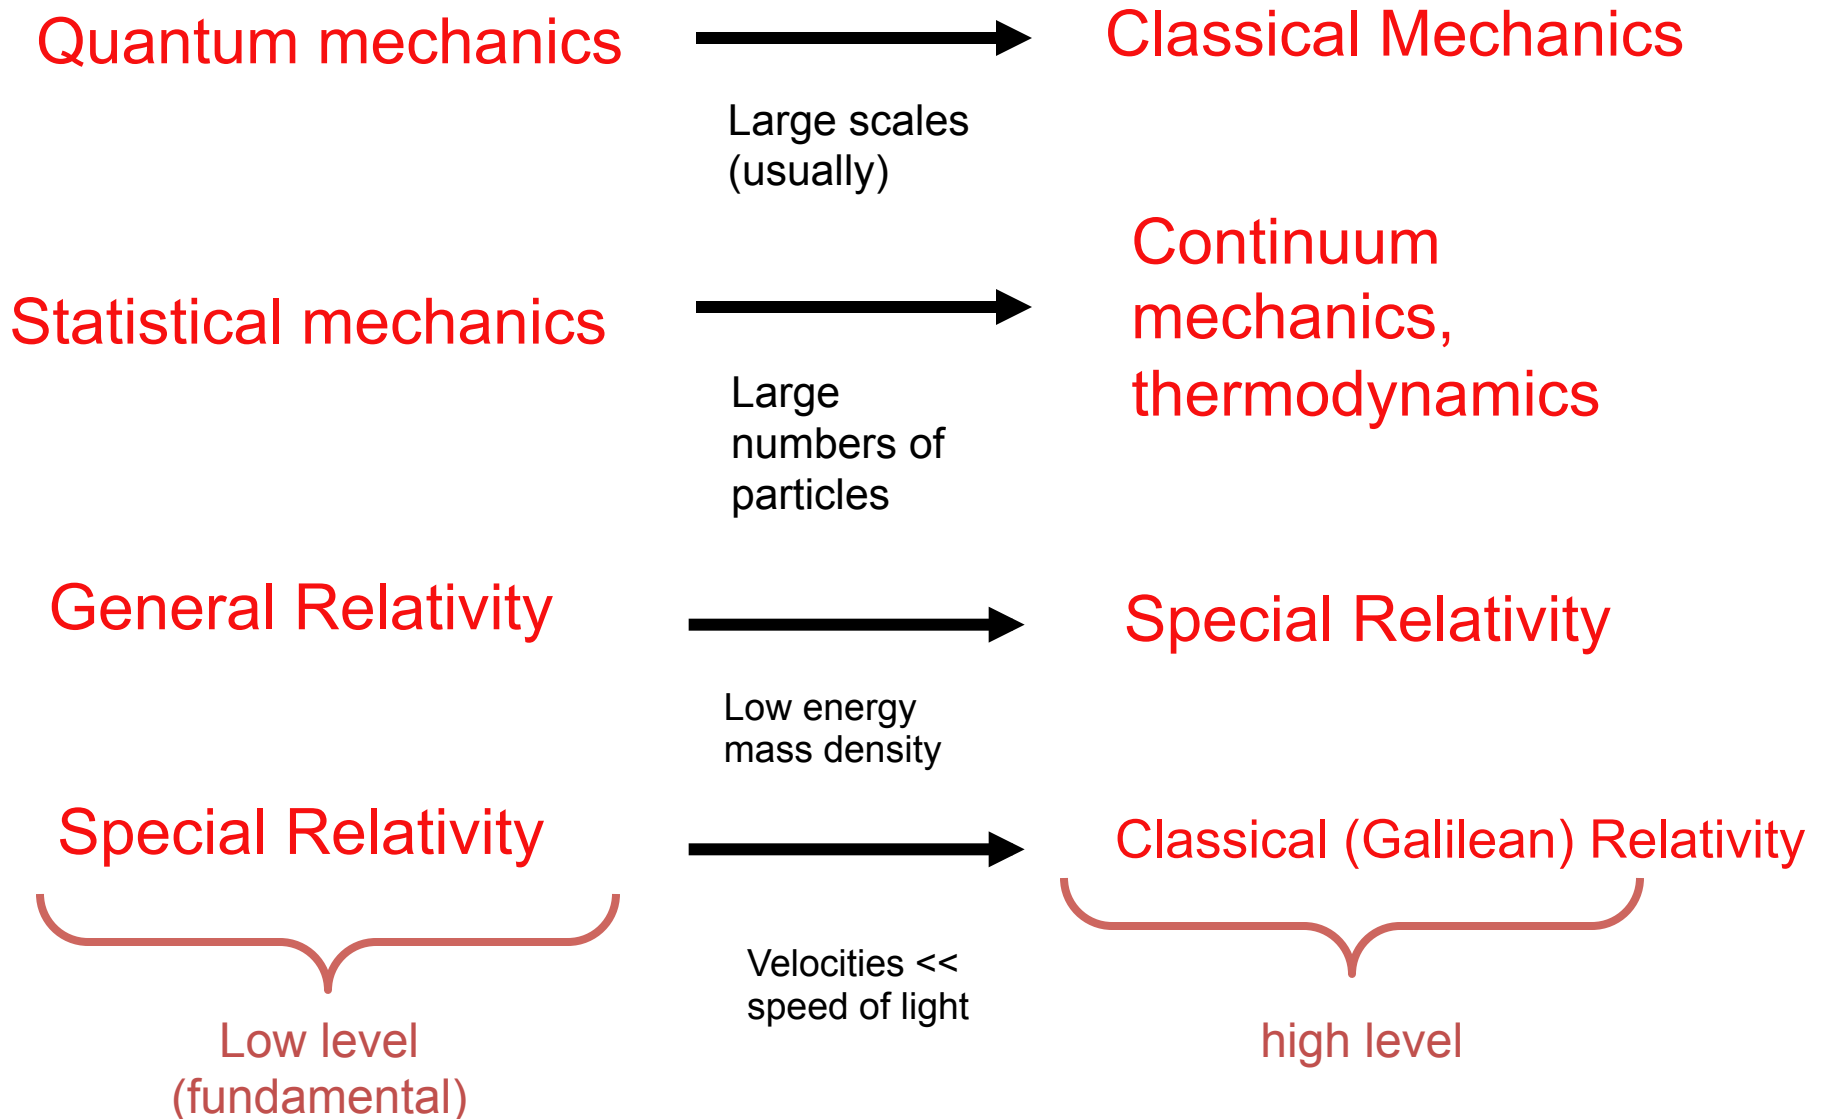 Quantum mechanics
Classical Mechanics
Large scales
(usually)
Statistical mechanics
Continuum
mechanics,
thermodynamics
Large
numbers of
particles
General Relativity
Special Relativity
Low energy
mass density
Special Relativity
Classical (Galilean) Relativity
Velocities <<
speed of light
Low level
(fundamental)
high level